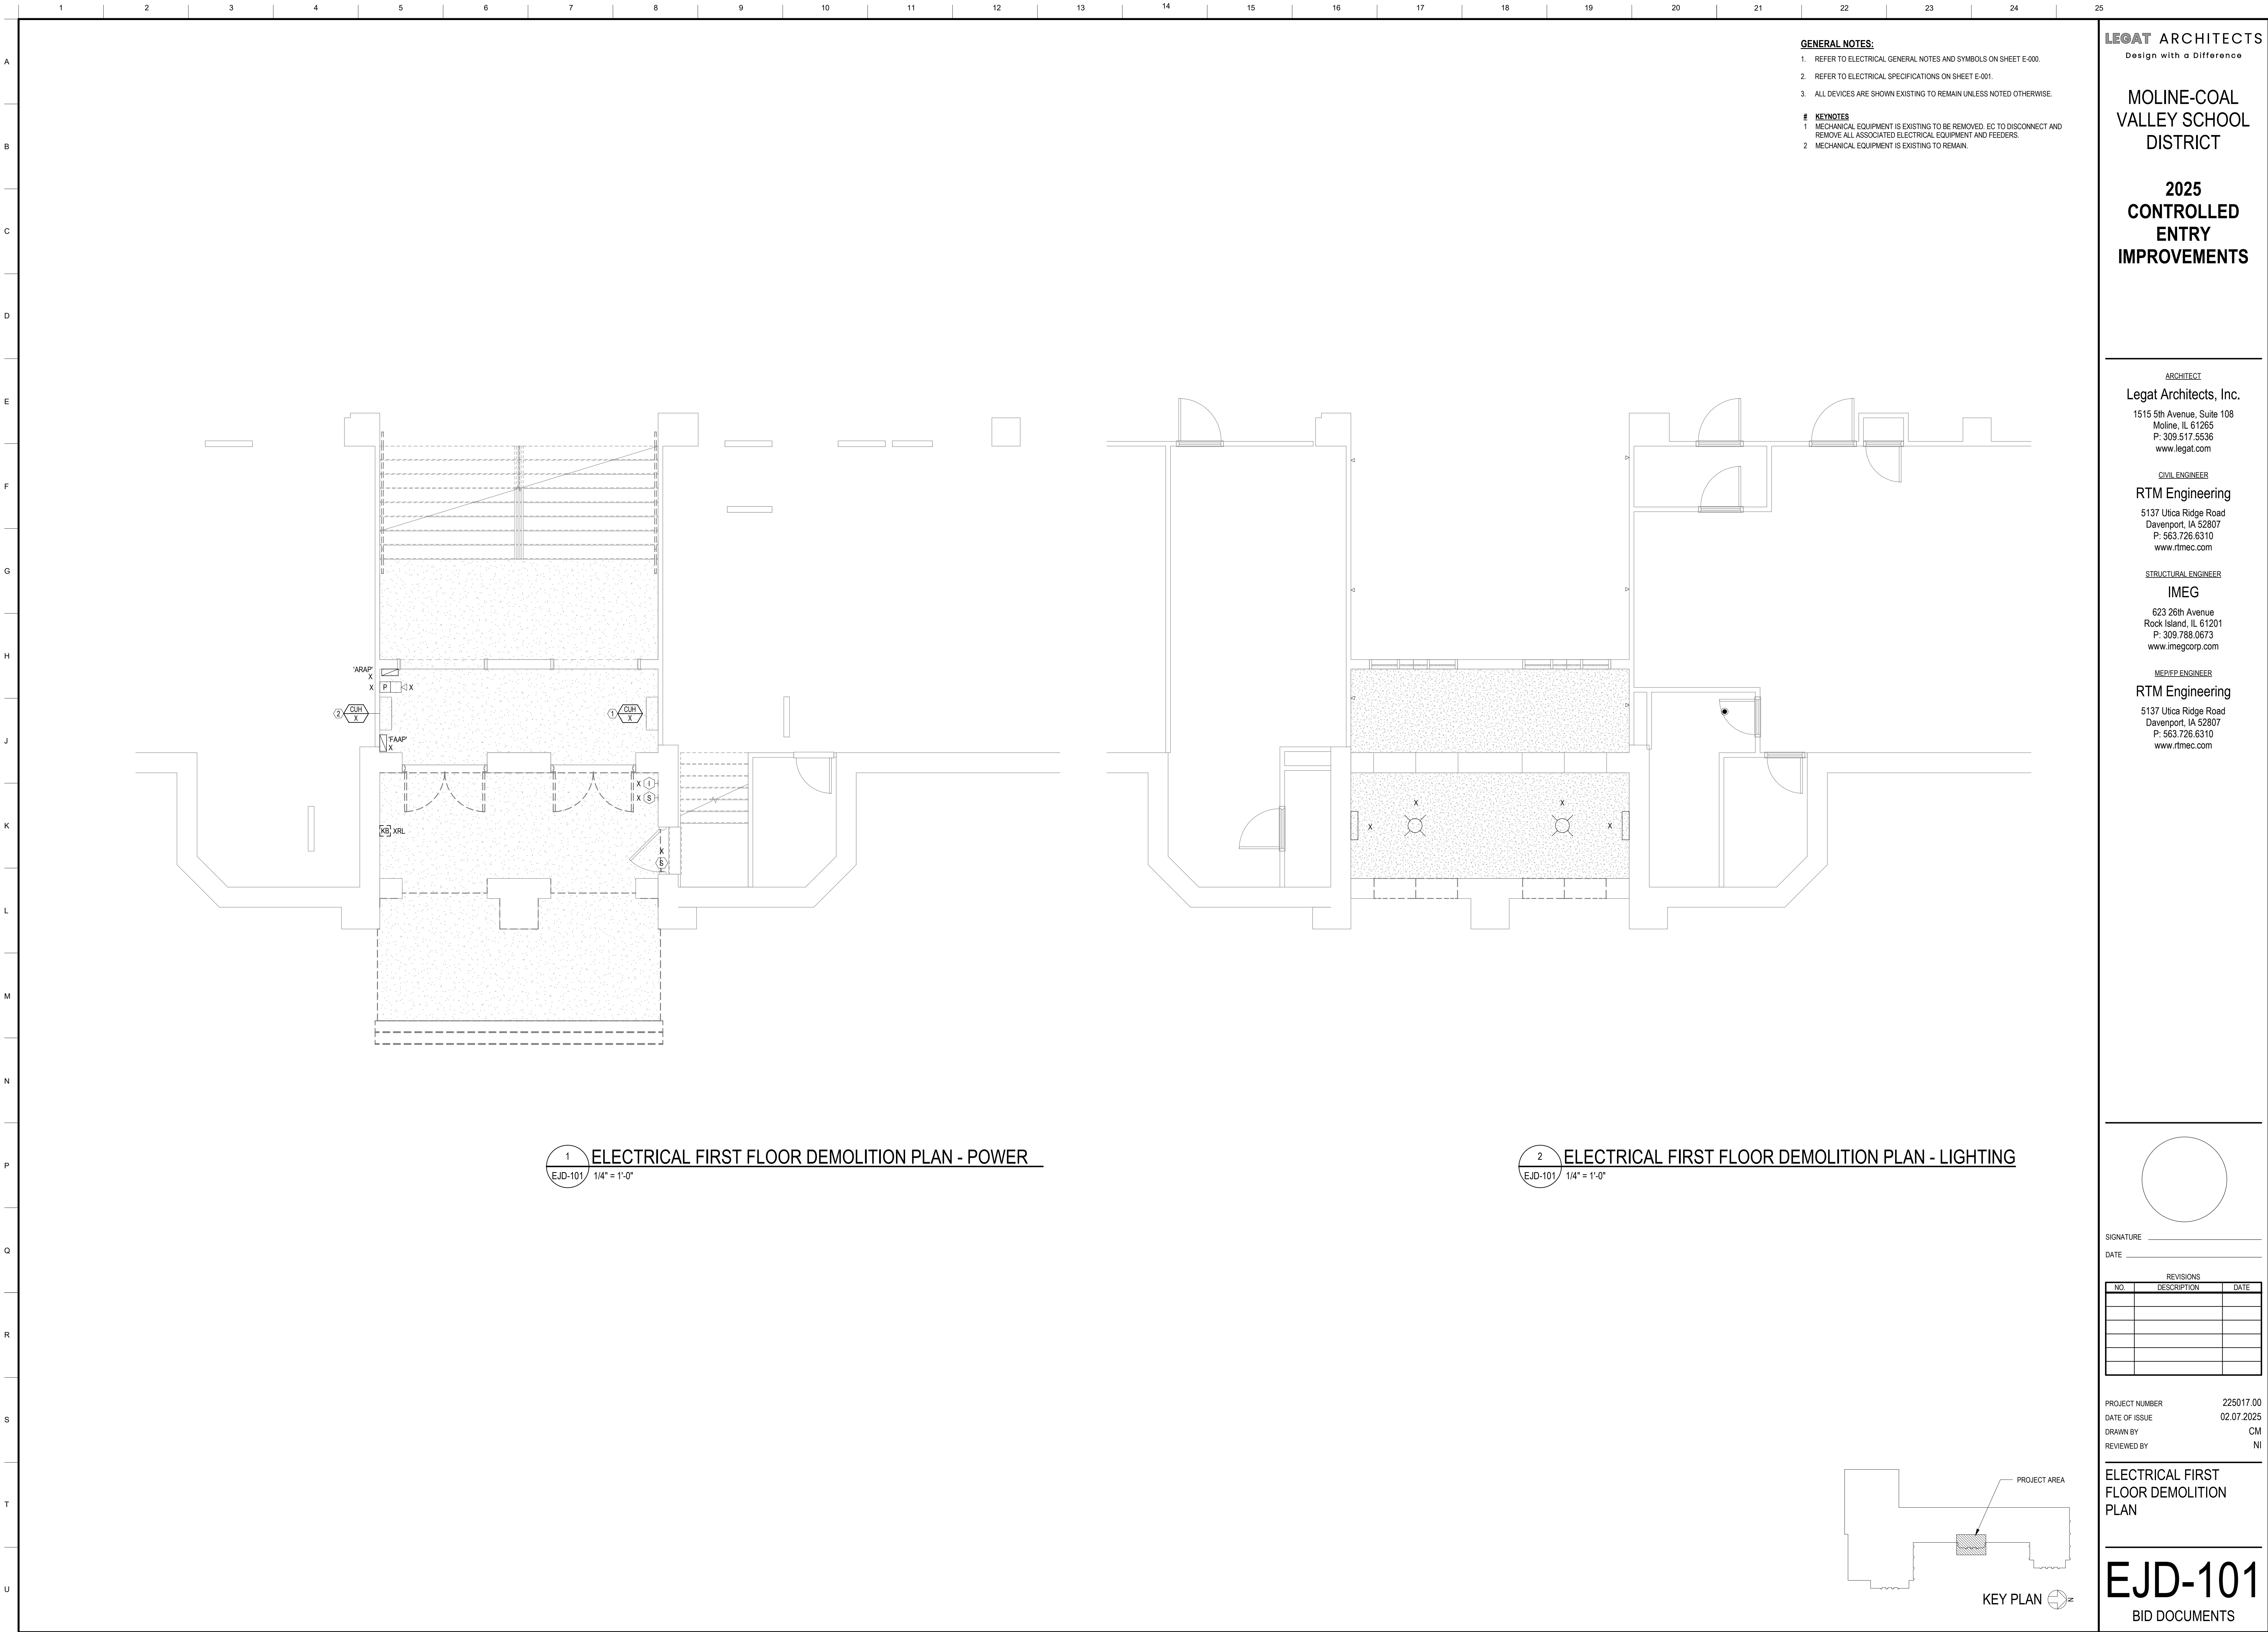 1 2 3 4 5 6 7 8 9 10 11 12 13 14 15 16 17 18 19 20 21 22 23 24 25
A
B
C
D
E
F
G
H
J
K
L
M
N
P
Q
R
S
T
U
GENERAL NOTES:
1. REFER TO ELECTRICAL GENERAL NOTES AND SYMBOLS ON SHEET E-000.
2. REFER TO ELECTRICAL SPECIFICATIONS ON SHEET E-001.
3. ALL DEVICES ARE SHOWN EXISTING TO REMAIN UNLESS NOTED OTHERWISE.
# KEYNOTES
1 MECHANICAL EQUIPMENT IS EXISTING TO BE REMOVED. EC TO DISCONNECT AND
REMOVE ALL ASSOCIATED ELECTRICAL EQUIPMENT AND FEEDERS.
2 MECHANICAL EQUIPMENT IS EXISTING TO REMAIN.
'ARAP'
X
X P X
2 CUH
X
1 CUH
X
'FAAP'
X
X I
X S
KB XRL
X
S
X X
X X
1
EJD-101
ELECTRICAL FIRST FLOOR DEMOLITION PLAN - POWER
1/4" = 1'-0"
2
EJD-101
ELECTRICAL FIRST FLOOR DEMOLITION PLAN - LIGHTING
1/4" = 1'-0"
PROJECT AREA
KEY PLAN
N
LEGAT ARCHITECTS
Design with a Difference
MOLINE-COAL
VALLEY SCHOOL
DISTRICT
2025
CONTROLLED
ENTRY
IMPROVEMENTS
ARCHITECT
Legat Architects, Inc.
1515 5th Avenue, Suite 108
Moline, IL 61265
P: 309.517.5536
www.legat.com
CIVIL ENGINEER
RTM Engineering
5137 Utica Ridge Road
Davenport, IA 52807
P: 563.726.6310
www.rtmec.com
STRUCTURAL ENGINEER
IMEG
623 26th Avenue
Rock Island, IL 61201
P: 309.788.0673
www.imegcorp.com
MEP/FP ENGINEER
RTM Engineering
5137 Utica Ridge Road
Davenport, IA 52807
P: 563.726.6310
www.rtmec.com
SIGNATURE
DATE
REVISIONS
NO. DESCRIPTION DATE
PROJECT NUMBER 225017.00
DATE OF ISSUE 02.07.2025
DRAWN BY CM
REVIEWED BY NI
ELECTRICAL FIRST
FLOOR DEMOLITION
PLAN
EJD-101
BID DOCUMENTS